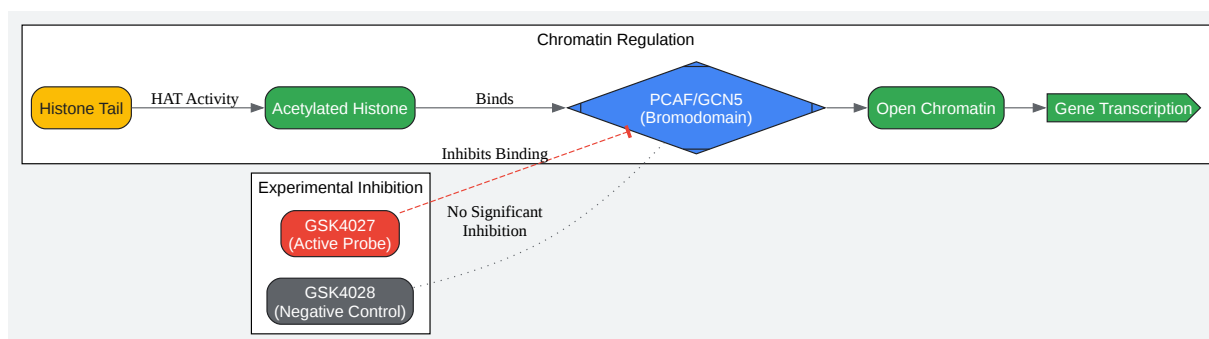 Chromatin Regulation
Histone Tail
HAT Activity
Acetylated Histone
Binds
PCAF/GCN5
(Bromodomain)
Open Chromatin
Gene Transcription
Inhibits Binding
Experimental Inhibition
GSK4027
(Active Probe)
No Significant
Inhibition
GSK4028
(Negative Control)